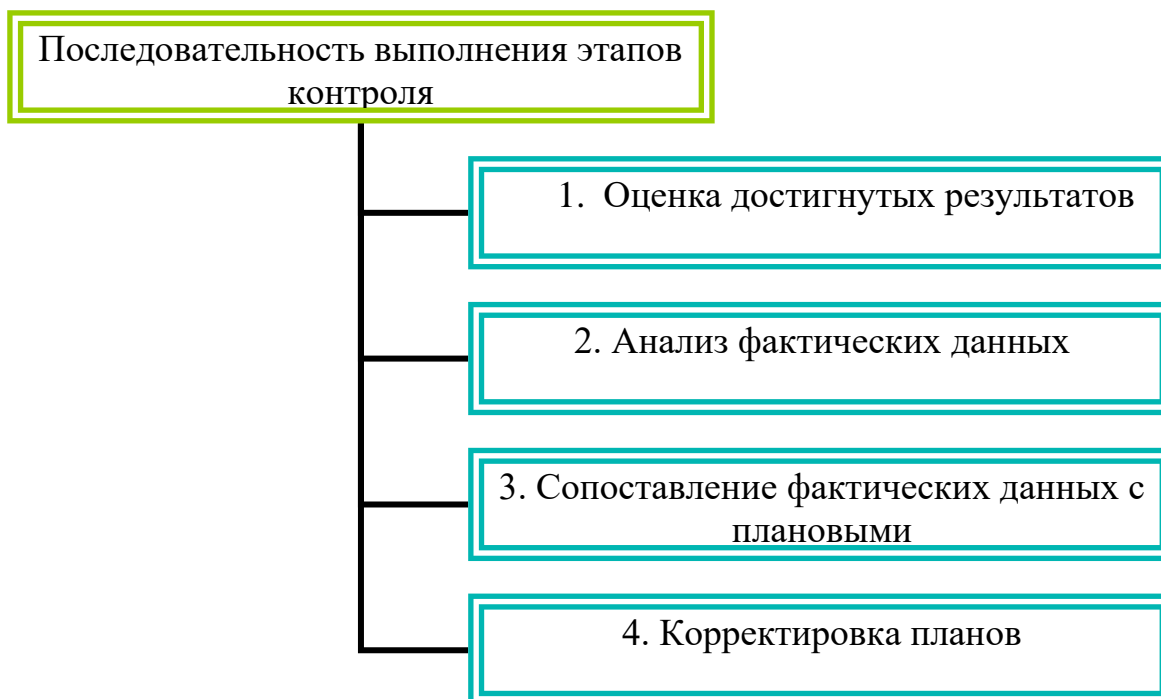 Последовательность выполнения этапов
контроля
1. Оценка достигнутых результатов
2. Анализ фактических данных
3. Сопоставление фактических данных с
плановыми
4. Корректировка планов